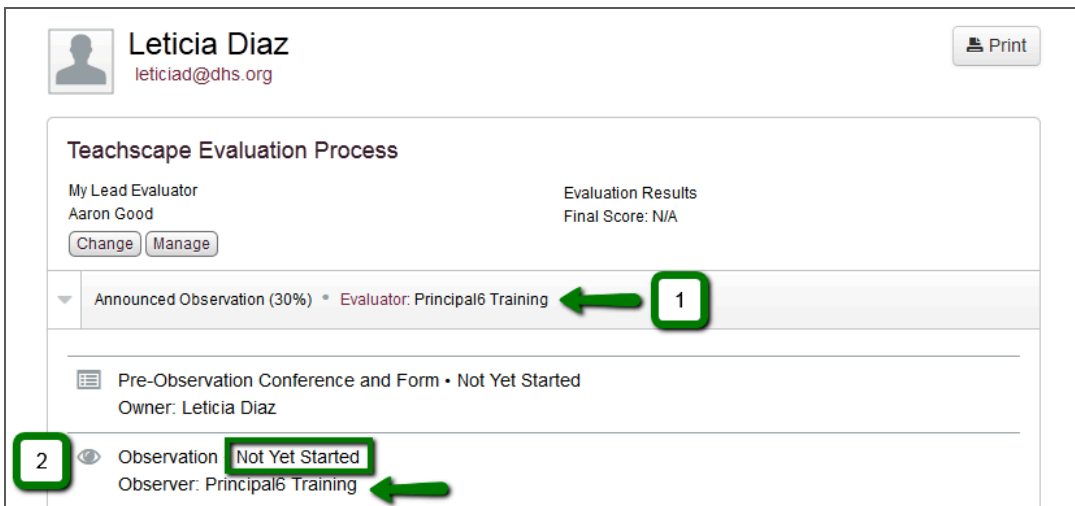 Leticia Diaz
Print
leticiad@dhs.org
Teachscape Evaluation Process
My Lead Evaluator
Evaluation Results
Aaron Good
Final Score: N/A
Change Manage
Announced Observation (30%) • Evaluator: Principal6 Training
1
Pre-Observation Conference and Form • Not Yet Started
Owner: Leticia Diaz
2
Observation Not Yet Started
Observer: Principal6 Training